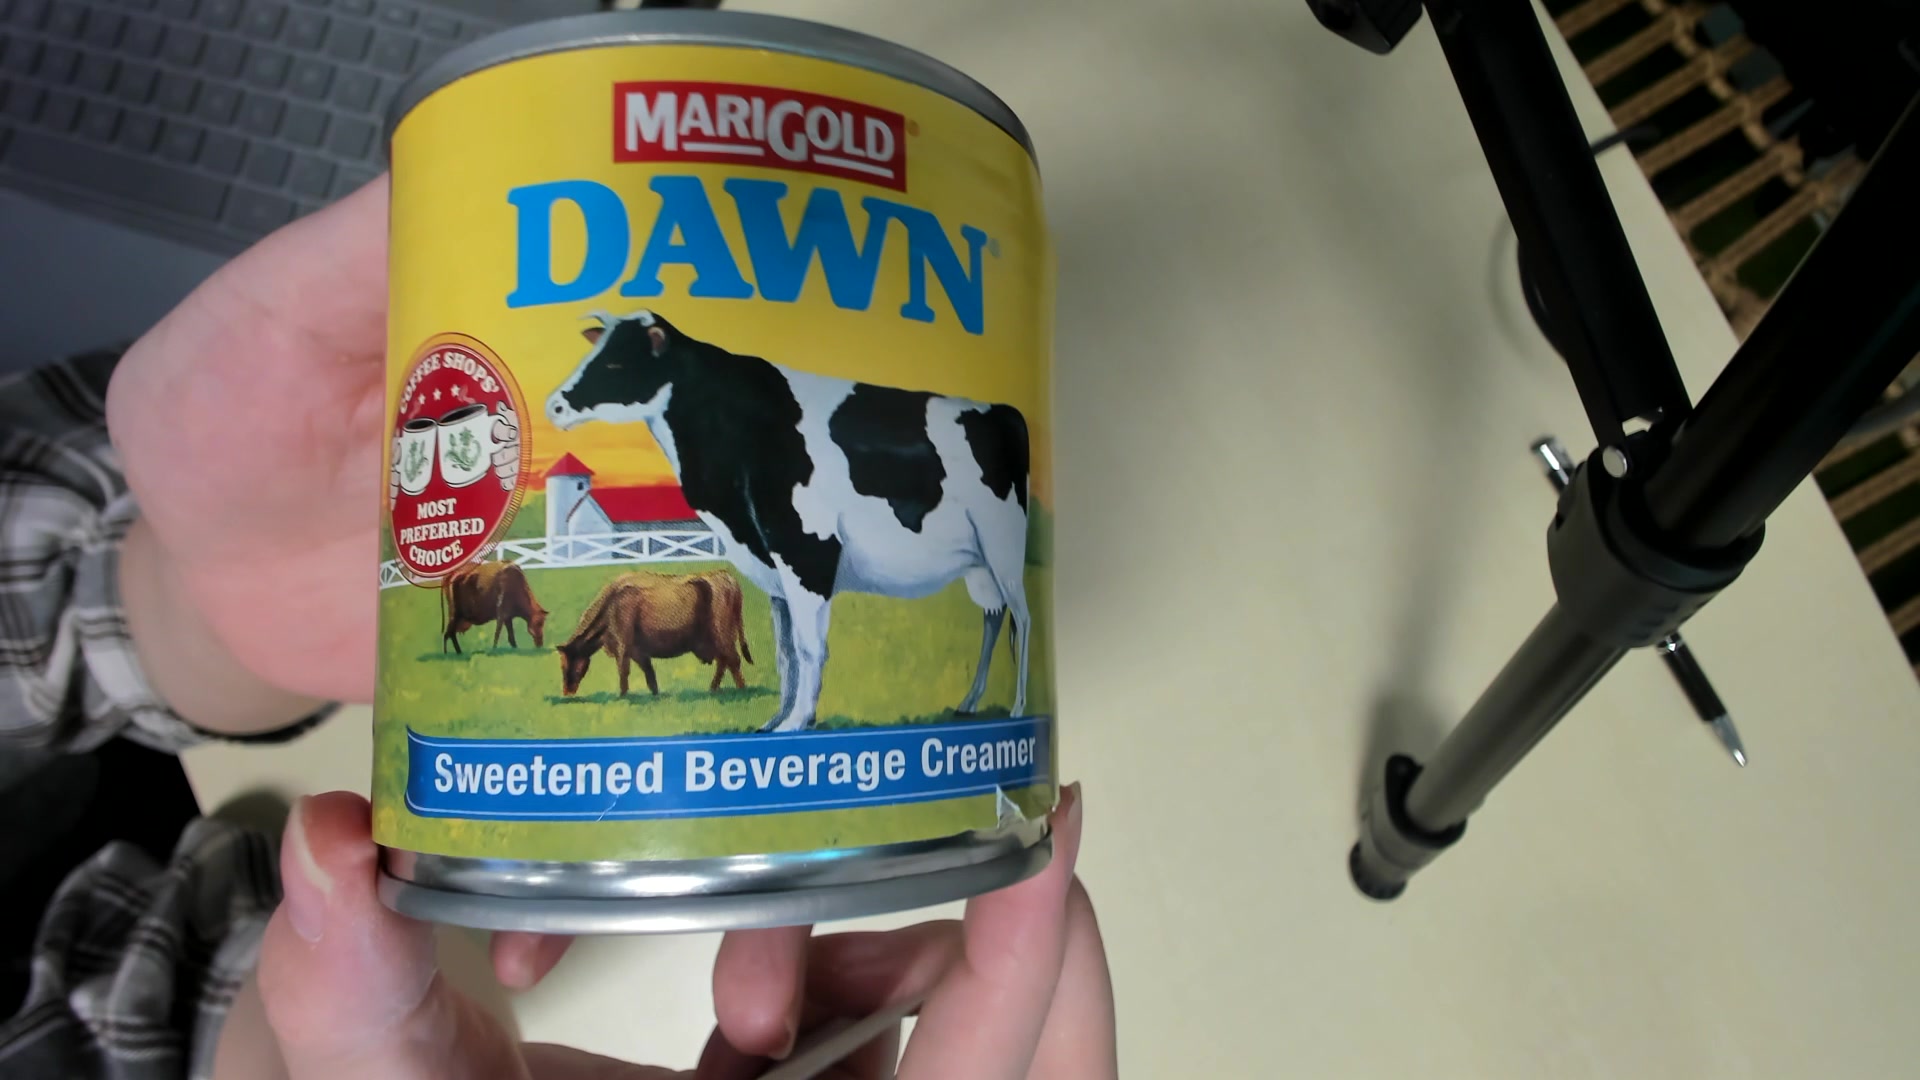 MARIGOLD
DAWN
COFFEE SHOPS'
MOST
PREFERRED
CHOICE
Sweetened Beverage Creamer